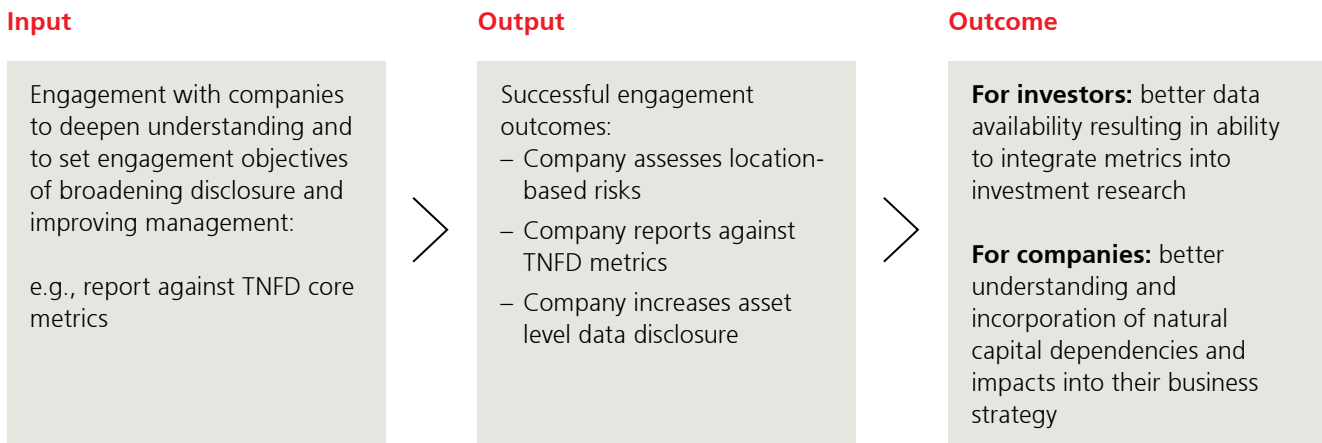 Input
Engagement with companies
to deepen understanding and
to set engagement objectives
of broadening disclosure and
improving management:
e.g., report against TNFD core
metrics
Output
Successful engagement
outcomes:
– Company assesses location-
based risks
– Company reports against
TNFD metrics
– Company increases asset
level data disclosure
Outcome
For investors: better data
availability resulting in ability
to integrate metrics into
investment research
For companies: better
understanding and
incorporation of natural
capital dependencies and
impacts into their business
strategy